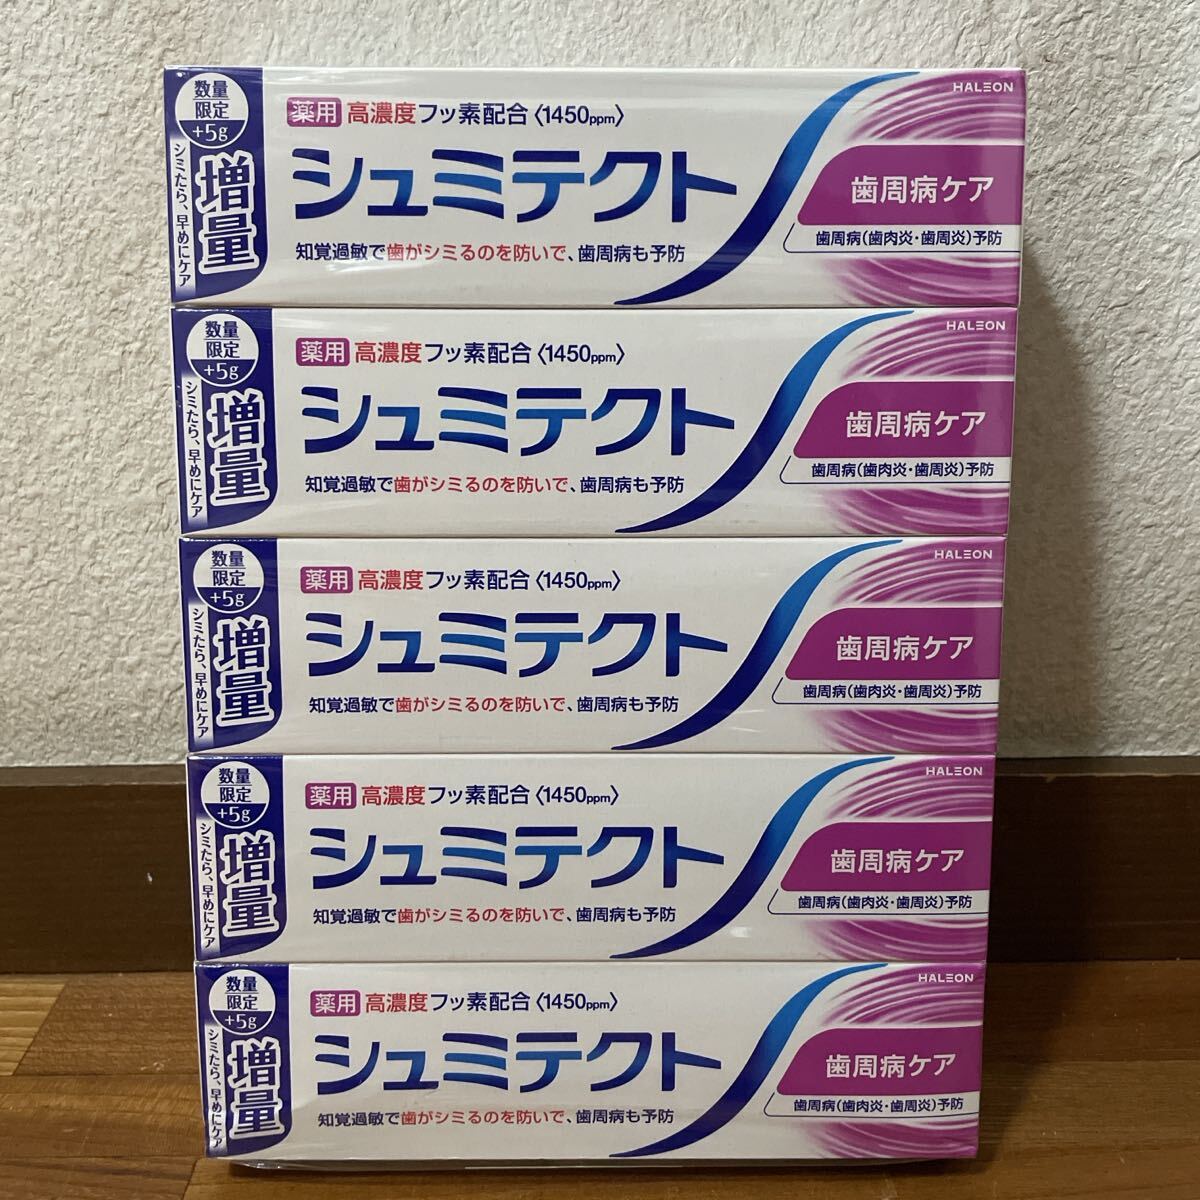 数量
限定
+5g
増量
シミたら、早めにケア
薬用 高濃度フッ素配合〈1450ppm〉
シュミテクト
知覚過敏で歯がシミるのを防いで、歯周病も予防
HALEON
歯周病ケア
歯周病(歯肉炎・歯周炎)予防
数量
限定
+5g
増量
シミたら、早めにケア
薬用 高濃度フッ素配合〈1450ppm〉
シュミテクト
知覚過敏で歯がシミるのを防いで、歯周病も予防
HALEON
歯周病ケア
歯周病(歯肉炎・歯周炎)予防
数量
限定
+5g
増量
シミたら、早めにケア
薬用 高濃度フッ素配合〈1450ppm〉
シュミテクト
知覚過敏で歯がシミるのを防いで、歯周病も予防
HALEON
歯周病ケア
歯周病(歯肉炎・歯周炎)予防
数量
限定
+5g
増量
シミたら、早めにケア
薬用 高濃度フッ素配合〈1450ppm〉
シュミテクト
知覚過敏で歯がシミるのを防いで、歯周病も予防
HALEON
歯周病ケア
歯周病(歯肉炎・歯周炎)予防
数量
限定
+5g
増量
シミたら、早めにケア
薬用 高濃度フッ素配合〈1450ppm〉
シュミテクト
知覚過敏で歯がシミるのを防いで、歯周病も予防
HALEON
歯周病ケア
歯周病(歯肉炎・歯周炎)予防